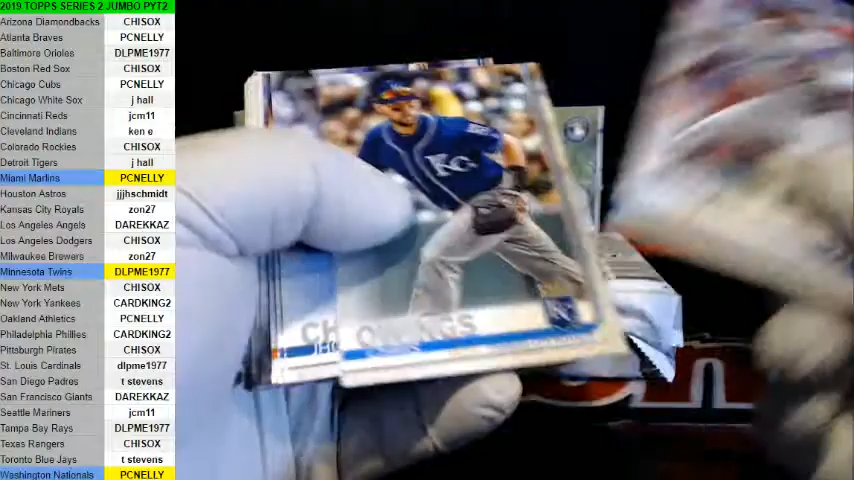 2019 TOPPS SERIES 2 JUMBO PYT2
Arizona Diamondbacks CHISOX
Atlanta Braves PCNELLY
Baltimore Orioles DLPME1977
Boston Red Sox CHISOX
Chicago Cubs PCNELLY
Chicago White Sox j hall
Cincinnati Reds jcm11
Cleveland Indians ken e
Colorado Rockies CHISOX
Detroit Tigers j hall
Miami Marlins PCNELLY
Houston Astros jjjhschmidt
Kansas City Royals zon27
Los Angeles Angels DAREKKAZ
Los Angeles Dodgers CHISOX
Milwaukee Brewers zon27
Minnesota Twins DLPME1977
New York Mets CHISOX
New York Yankees CARDKING2
Oakland Athletics PCNELLY
Philadelphia Phillies CARDKING2
Pittsburgh Pirates CHISOX
St. Louis Cardinals dlpme1977
San Diego Padres t stevens
San Francisco Giants DAREKKAZ
Seattle Mariners jcm11
Tampa Bay Rays DLPME1977
Texas Rangers CHISOX
Toronto Blue Jays t stevens
Washington Nationals PCNELLY
KC